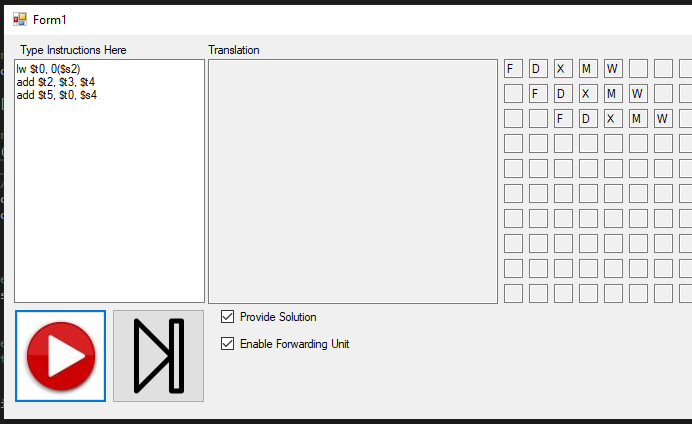 Form1
Type Instructions Here
Translation
lw $t0, 0($s2)
add $t2, $t3, $t4
add $t5, $t0, $s4
F D X M W
F D X M W
F D X M W
Provide Solution
Enable Forwarding Unit